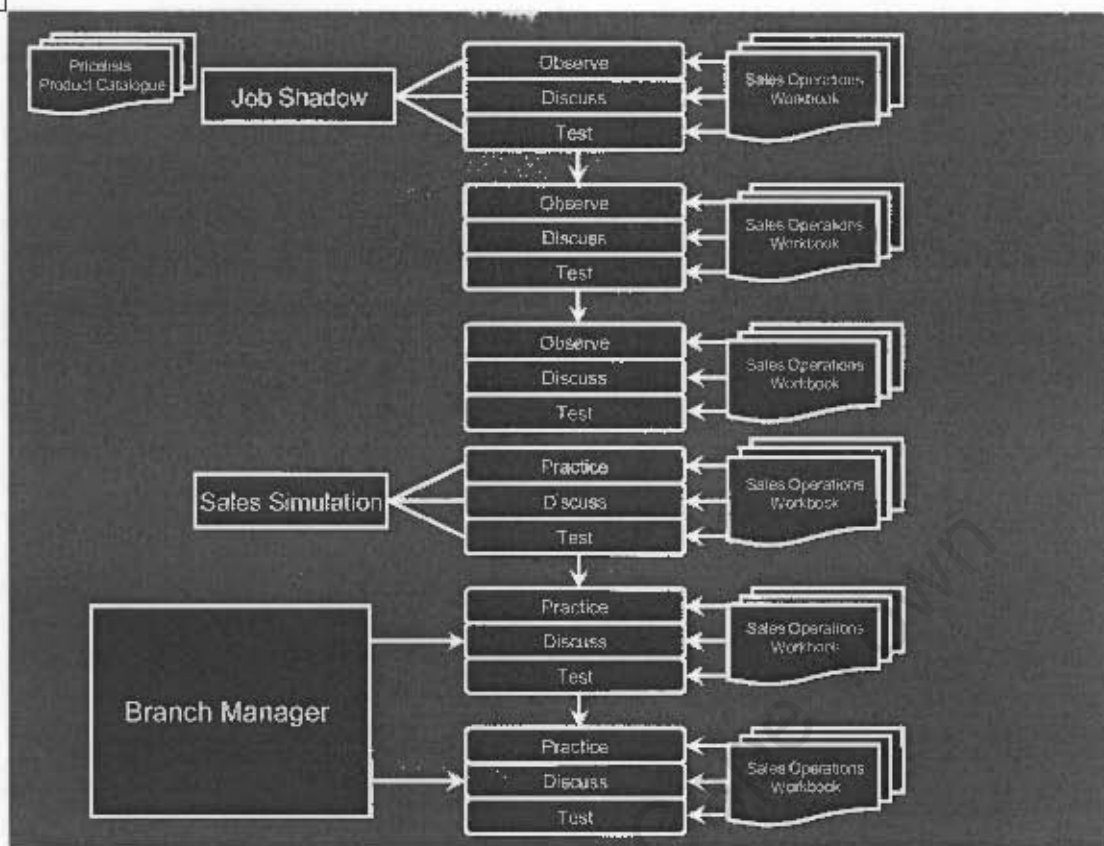 Pricelists
Product Catalogue
Job Shadow
Observe
Discuss
Test
Sales Operations
Workbook
Observe
Discuss
Test
Sales Operations
Workbook
Observe
Discuss
Test
Sales Operations
Workbook
Sales Simulation
Practice
Discuss
Test
Sales Operations
Workbook
Branch Manager
Practice
Discuss
Test
Sales Operations
Workbook
Practice
Discuss
Test
Sales Operations
Workbook